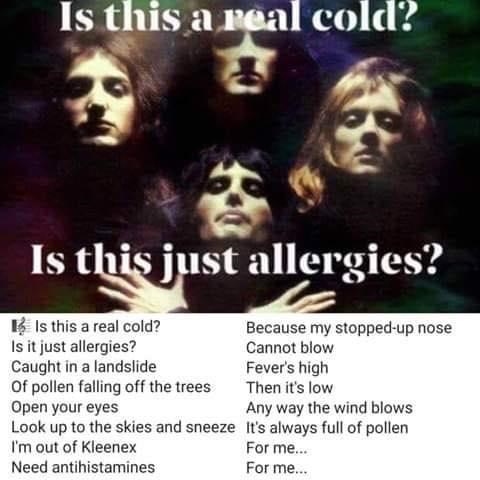 Is this a real cold?
Is this just allergies?
🎼 Is this a real cold?
Is it just allergies?
Caught in a landslide
Of pollen falling off the trees
Open your eyes
Look up to the skies and sneeze
I'm out of Kleenex
Need antihistamines
Because my stopped-up nose
Cannot blow
Fever's high
Then it's low
Any way the wind blows
It's always full of pollen
For me...
For me...